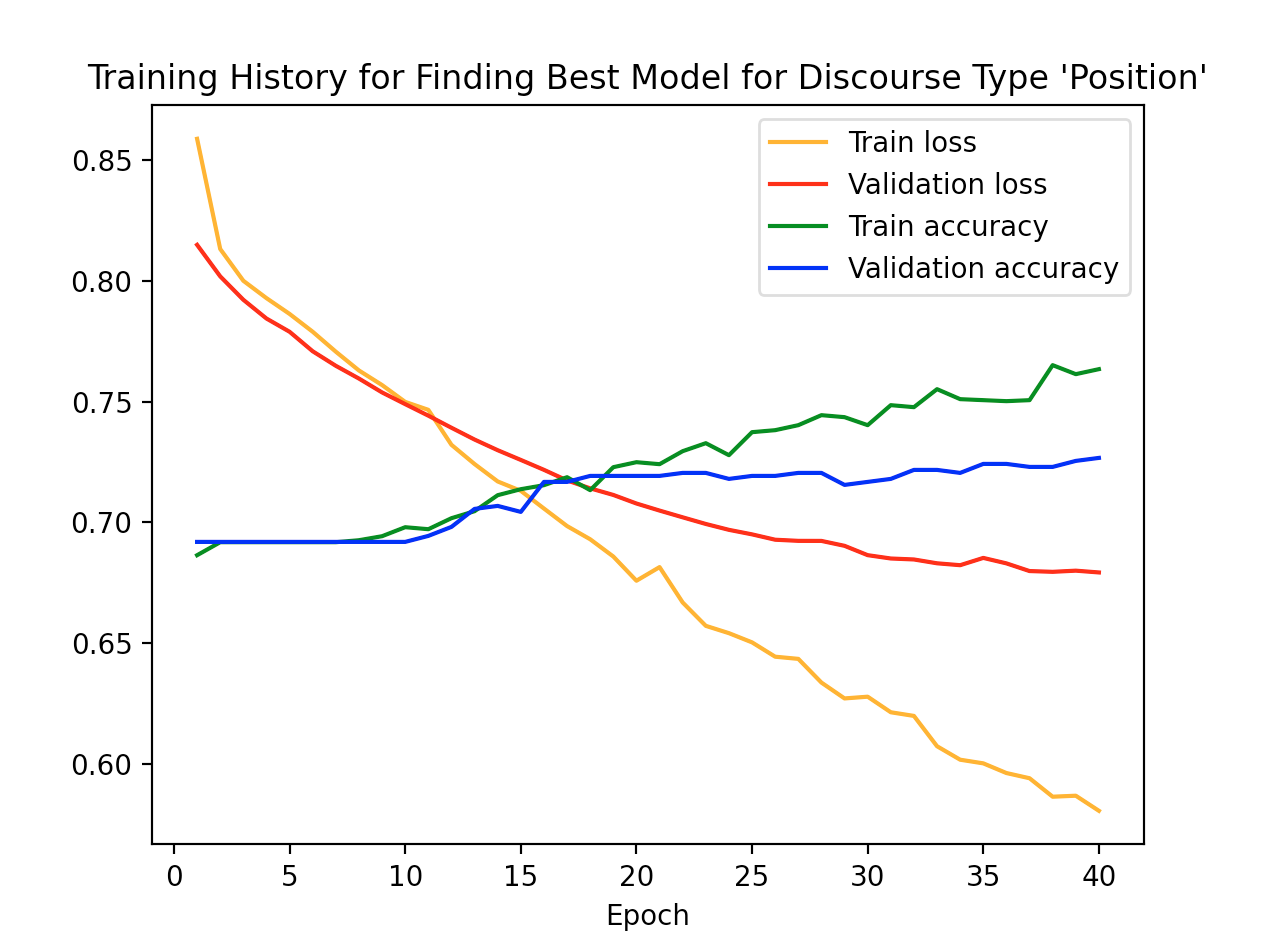 Training History for Finding Best Model for Discourse Type 'Position'
Train loss
Validation loss
Train accuracy
Validation accuracy
0.85
0.80
0.75
0.70
0.65
0.60
0 5 10 15 20 25 30 35 40
Epoch